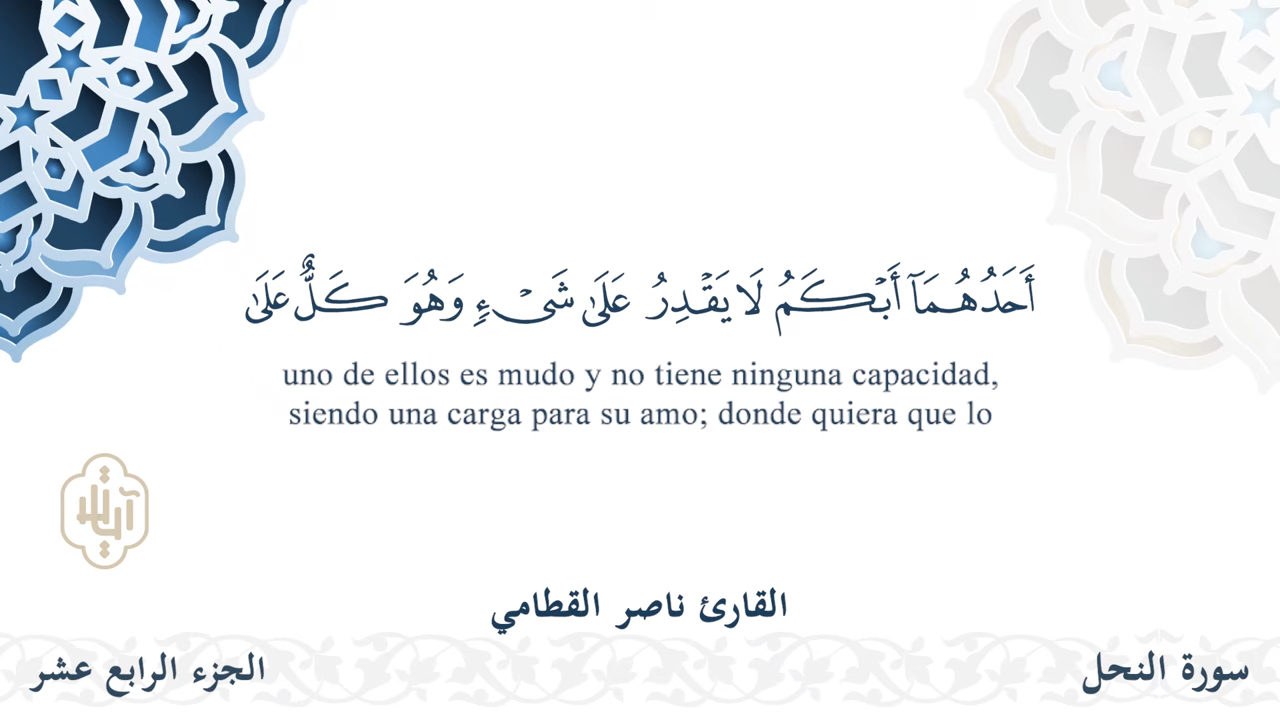 أَحَدُهُمَآ أَبۡكَمُ لَا يَقۡدِرُ عَلَىٰ شَيۡءٖ وَهُوَ كَلٌّ عَلَىٰ
uno de ellos es mudo y no tiene ninguna capacidad,
siendo una carga para su amo; donde quiera que lo
آيات
القارئ ناصر القطامي
سورة النحل
الجزء الرابع عشر